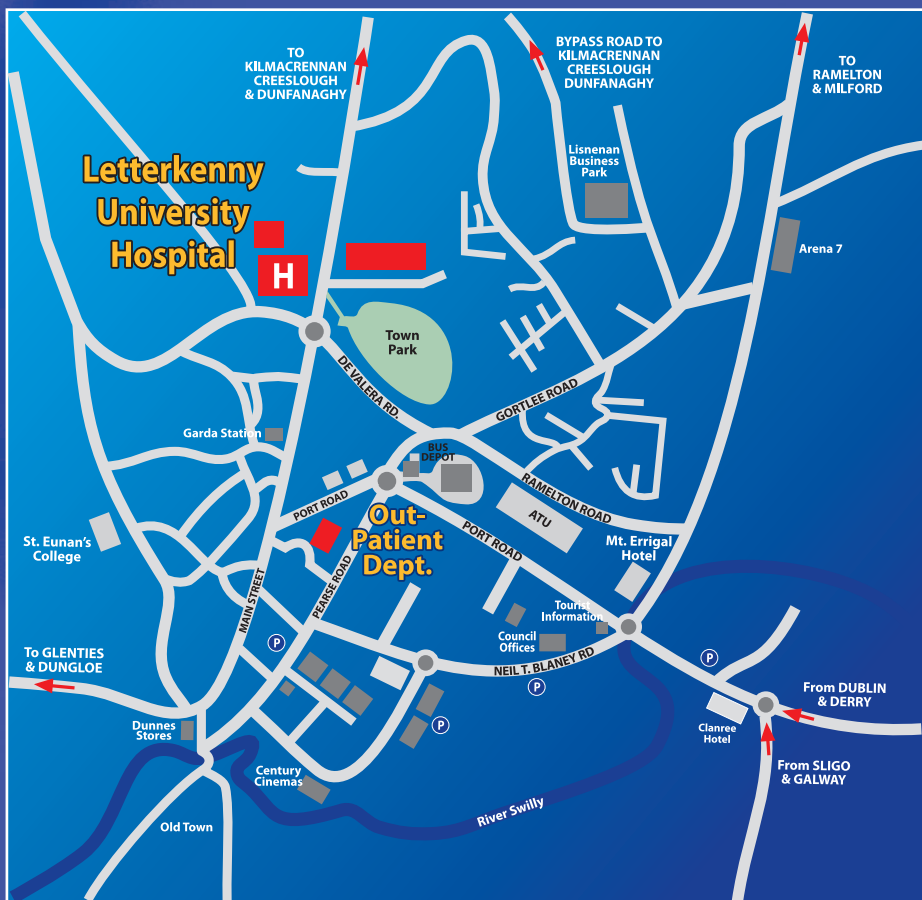 TO
KILMACRENNAN
CREESLOUGH
& DUNFANAGHY
BYPASS ROAD TO
KILMACRENNAN
CREESLOUGH
DUNFANAGHY
TO
RAMELTON
& MILFORD
Lisnenan
Business
Park
Letterkenny
University
Hospital
H
Arena 7
Town
Park
DE VALERA RD.
GORTLEE ROAD
Garda Station
BUS
DEPOT
PORT ROAD
RAMELTON ROAD
ATU
Out-
Patient
Dept.
PORT ROAD
St. Eunan's
College
Mt. Errigal
Hotel
MAIN STREET
PEARSE ROAD
Tourist
Information
Council
Offices
P
NEIL T. BLANEY RD
P
P
To GLENTIES
& DUNGLOE
From DUBLIN
& DERRY
Clanree
Hotel
Dunnes
Stores
P
From SLIGO
& GALWAY
Century
Cinemas
River Swilly
Old Town